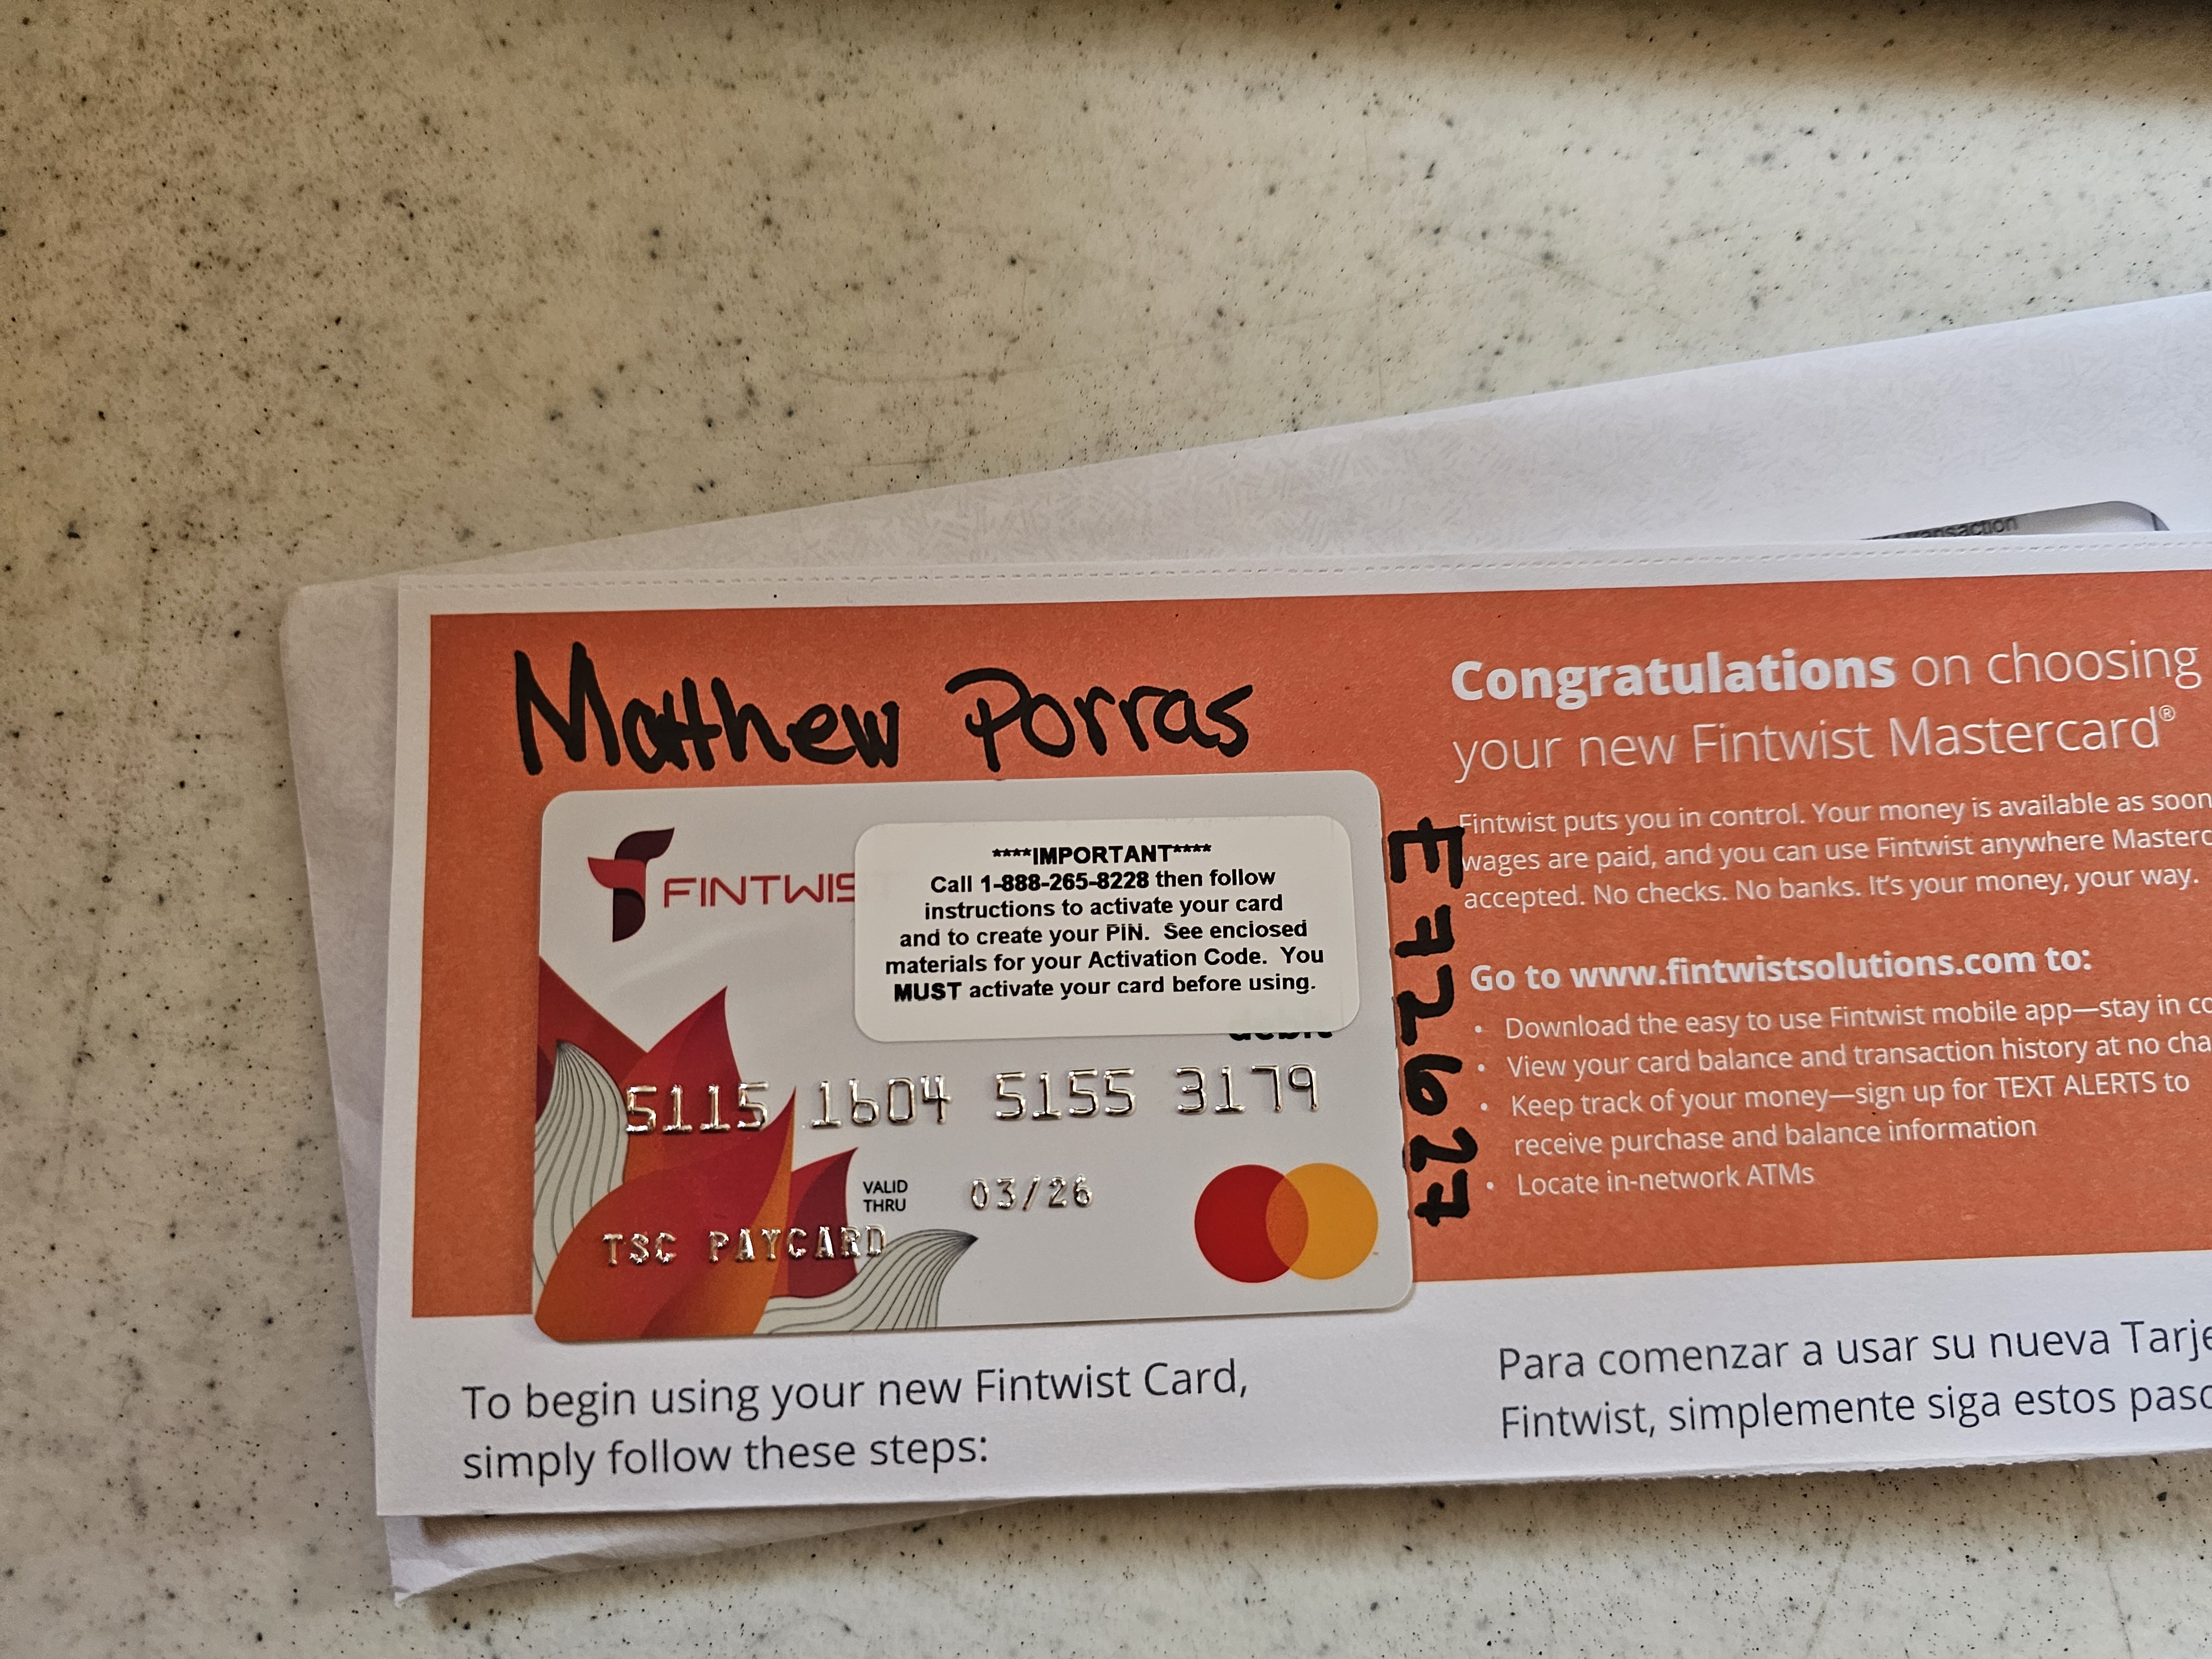 ansaction
Matthew Porras
FINTWIS
****IMPORTANT****
Call 1-888-265-8228 then follow
instructions to activate your card
and to create your PIN. See enclosed
materials for your Activation Code. You
MUST activate your card before using.
debit
5115 1604 5155 3179
VALID
THRU
03/26
TSC PAYCARD
E72627
Congratulations on choosing
your new Fintwist Mastercard®
Fintwist puts you in control. Your money is available as soon
wages are paid, and you can use Fintwist anywhere Masterc
accepted. No checks. No banks. It's your money, your way.
Go to www.fintwistsolutions.com to:
• Download the easy to use Fintwist mobile app—stay in co
• View your card balance and transaction history at no cha
• Keep track of your money—sign up for TEXT ALERTS to
receive purchase and balance information
• Locate in-network ATMs
To begin using your new Fintwist Card,
simply follow these steps:
Para comenzar a usar su nueva Tarje
Fintwist, simplemente siga estos paso